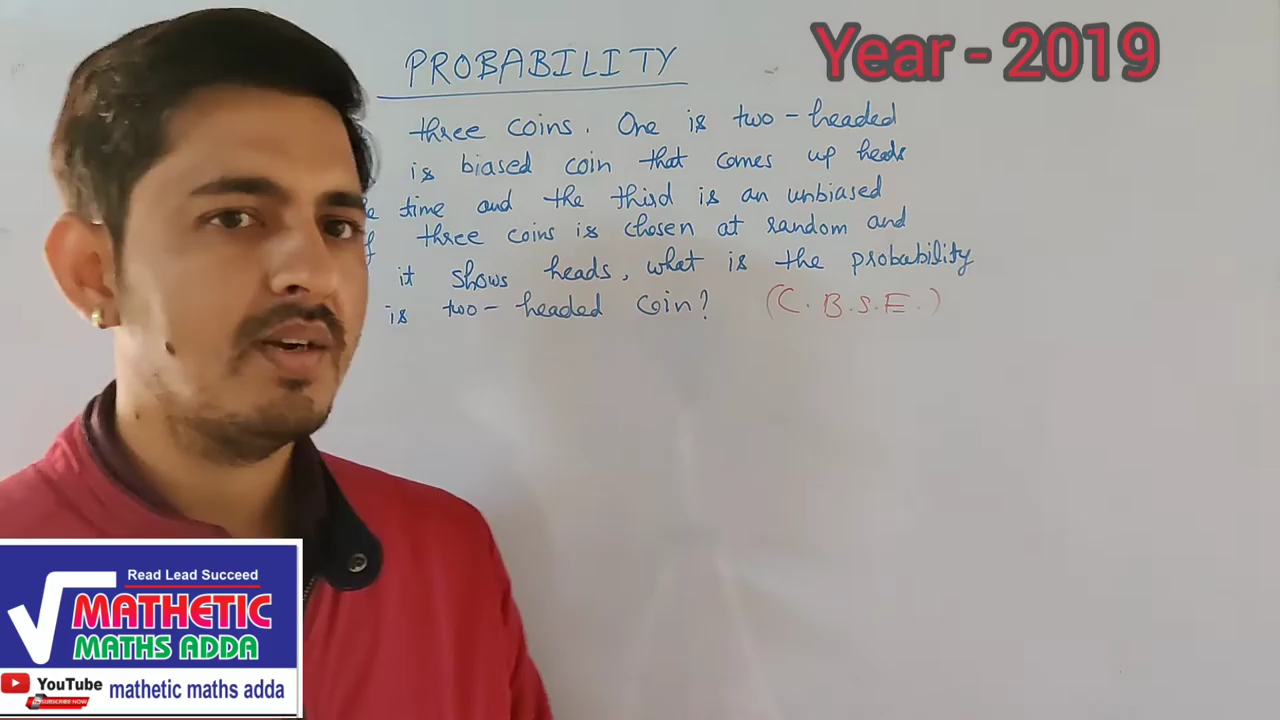 PROBABILITY
Year - 2019
three coins. One is two-headed
is biased coin that comes up heads
time and the third is an unbiased
three coins is chosen at random and
it shows heads, what is the probability
is two-headed coin? (C.B.S.E.)
Read Lead Succeed
MATHETIC
MATHS ADDA
YouTube mathetic maths adda
SUBSCRIBE NOW